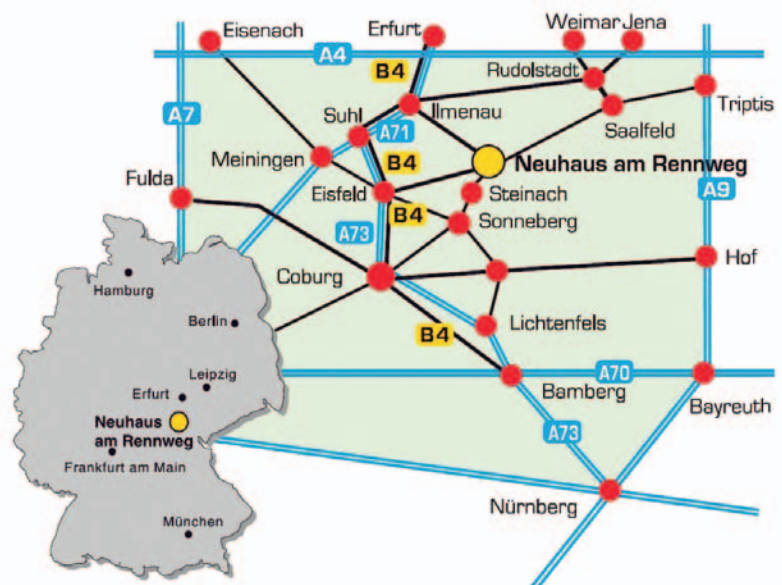 Eisenach
Erfurt
Weimar Jena
A4
B4
Rudolstadt
Triptis
A7
Ilmenau
Suhl
A71
Saalfeld
Meiningen
B4
Neuhaus am Rennweg
Fulda
Eisfeld
Steinach
A9
B4
Sonneberg
A73
Hof
Coburg
Hamburg
Berlin
Lichtenfels
B4
Leipzig
Erfurt
A70
Bamberg
Bayreuth
Neuhaus
am Rennweg
A73
Frankfurt am Main
Nürnberg
München